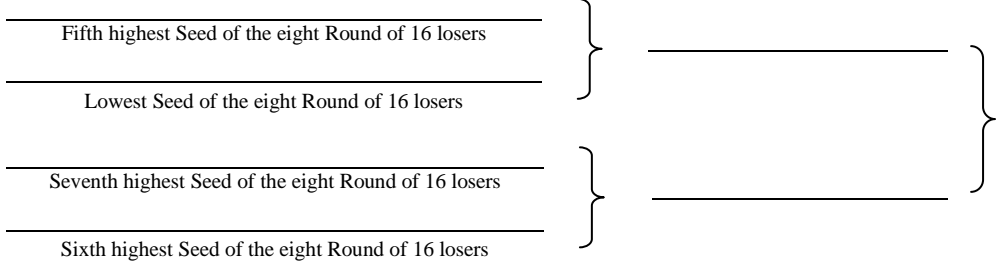 Fifth highest Seed of the eight Round of 16 losers
Lowest Seed of the eight Round of 16 losers
Seventh highest Seed of the eight Round of 16 losers
Sixth highest Seed of the eight Round of 16 losers